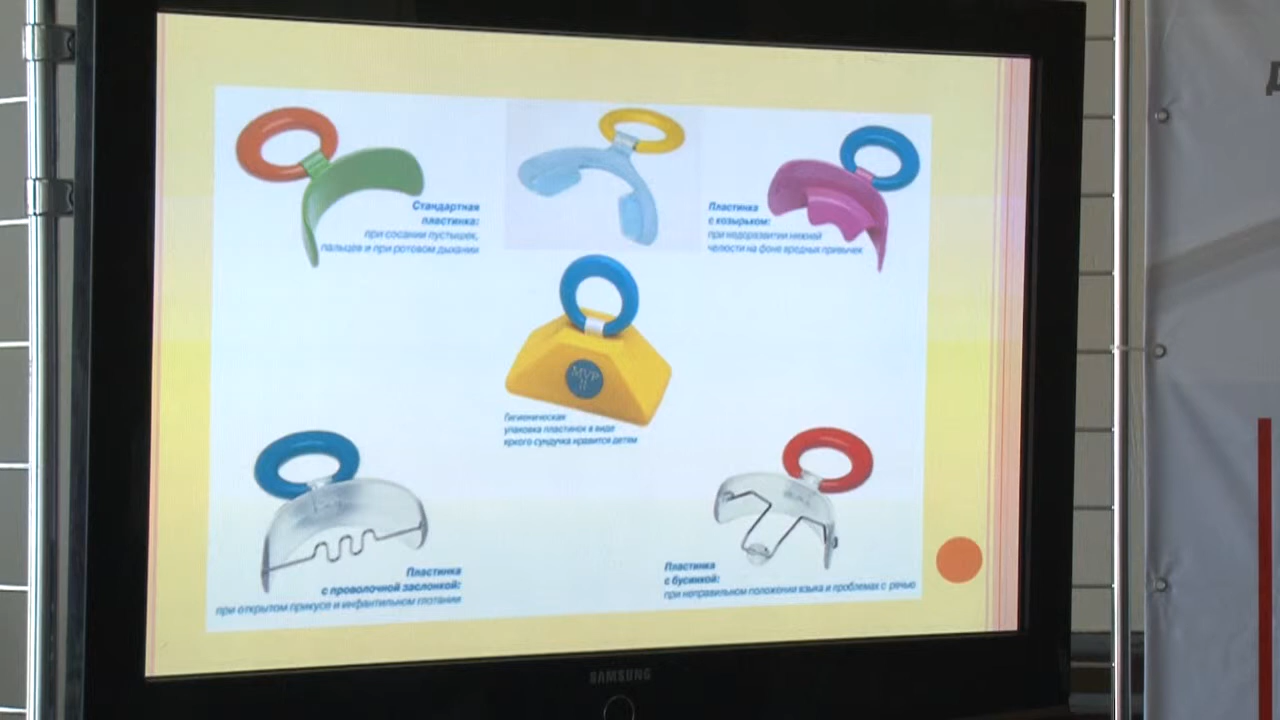 Стандартная
пластинка:
при сосании пустышек,
пальцев и при ротовом дыхании
Пластинка
с козырьком:
при недоразвитии нижней
челюсти на фоне вредных привычек
MVP
Гигиеническая
упаковка пластинок в виде
яркого сундучка нравится детям
Пластинка
с проволочной заслонкой:
при открытом прикусе и инфантильном глотании
Пластинка
с бусинкой:
при неправильном положении языка и проблемах с речью
SAMSUNG